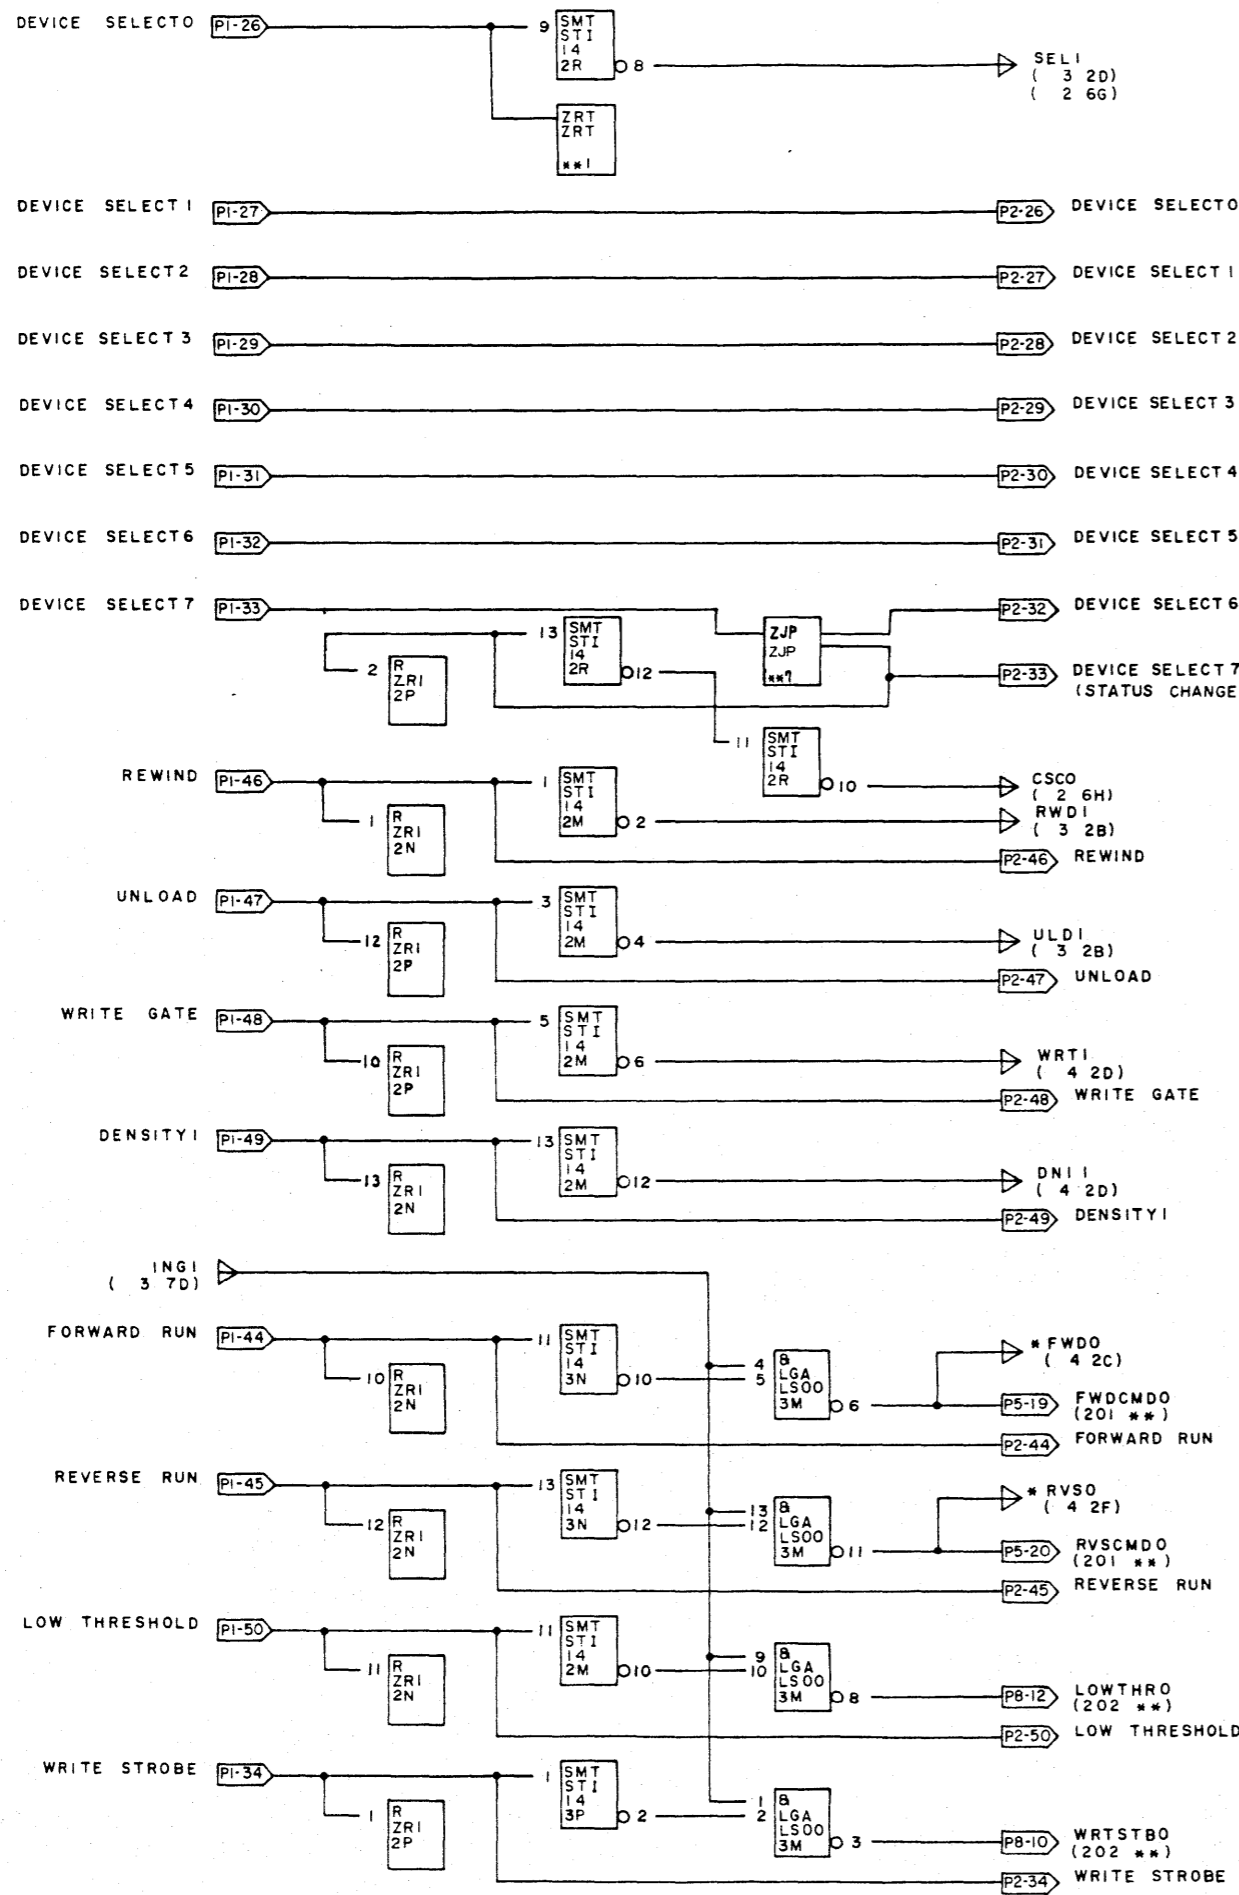 DEVICE SELECT0 P1-26 9 SMT
STI
14
2R 8 SEL1
( 3 2D)
( 2 6G)
ZRT
ZRT
**1
DEVICE SELECT1 P1-27 P2-26 DEVICE SELECT0
DEVICE SELECT2 P1-28 P2-27 DEVICE SELECT1
DEVICE SELECT3 P1-29 P2-28 DEVICE SELECT2
DEVICE SELECT4 P1-30 P2-29 DEVICE SELECT3
DEVICE SELECT5 P1-31 P2-30 DEVICE SELECT4
DEVICE SELECT6 P1-32 P2-31 DEVICE SELECT5
DEVICE SELECT7 P1-33 P2-32 DEVICE SELECT6
13 SMT
STI
14
2R 12
ZJP
ZJP
**7
2 R
ZR1
2P
P2-33 DEVICE SELECT7
(STATUS CHANGE
11 SMT
STI
14
2R 10 CSC0
( 2 6H)
REWIND P1-46 1 SMT
STI
14
2M 2 RWD1
( 3 2B)
1 R
ZR1
2N
P2-46 REWIND
UNLOAD P1-47 3 SMT
STI
14
2M 4 ULD1
( 3 2B)
12 R
ZR1
2P
P2-47 UNLOAD
WRITE GATE P1-48 5 SMT
STI
14
2M 6 WRT1
( 4 2D)
10 R
ZR1
2P
P2-48 WRITE GATE
DENSITY1 P1-49 13 SMT
STI
14
2M 12 DN11
( 4 2D)
13 R
ZR1
2N
P2-49 DENSITY1
ING1
( 3 7D)
FORWARD RUN P1-44 11 SMT
STI
14
3N 10
10 R
ZR1
2N
4 &
5 LGA
LS00
3M 6
*FWD0
( 4 2C)
P5-19 FWDCMD0
(201 **)
P2-44 FORWARD RUN
REVERSE RUN P1-45 13 SMT
STI
14
3N 12
12 R
ZR1
2N
13 &
12 LGA
LS00
3M 11
*RVS0
( 4 2F)
P5-20 RVSCMD0
(201 **)
P2-45 REVERSE RUN
LOW THRESHOLD P1-50 11 SMT
STI
14
2M 10
11 R
ZR1
2N
9 &
10 LGA
LS00
3M 8
P8-12 LOWTHR0
(202 **)
P2-50 LOW THRESHOLD
WRITE STROBE P1-34 1 SMT
STI
14
3P 2
1 R
ZR1
2P
1 &
2 LGA
LS00
3M 3
P8-10 WRTSTB0
(202 **)
P2-34 WRITE STROBE